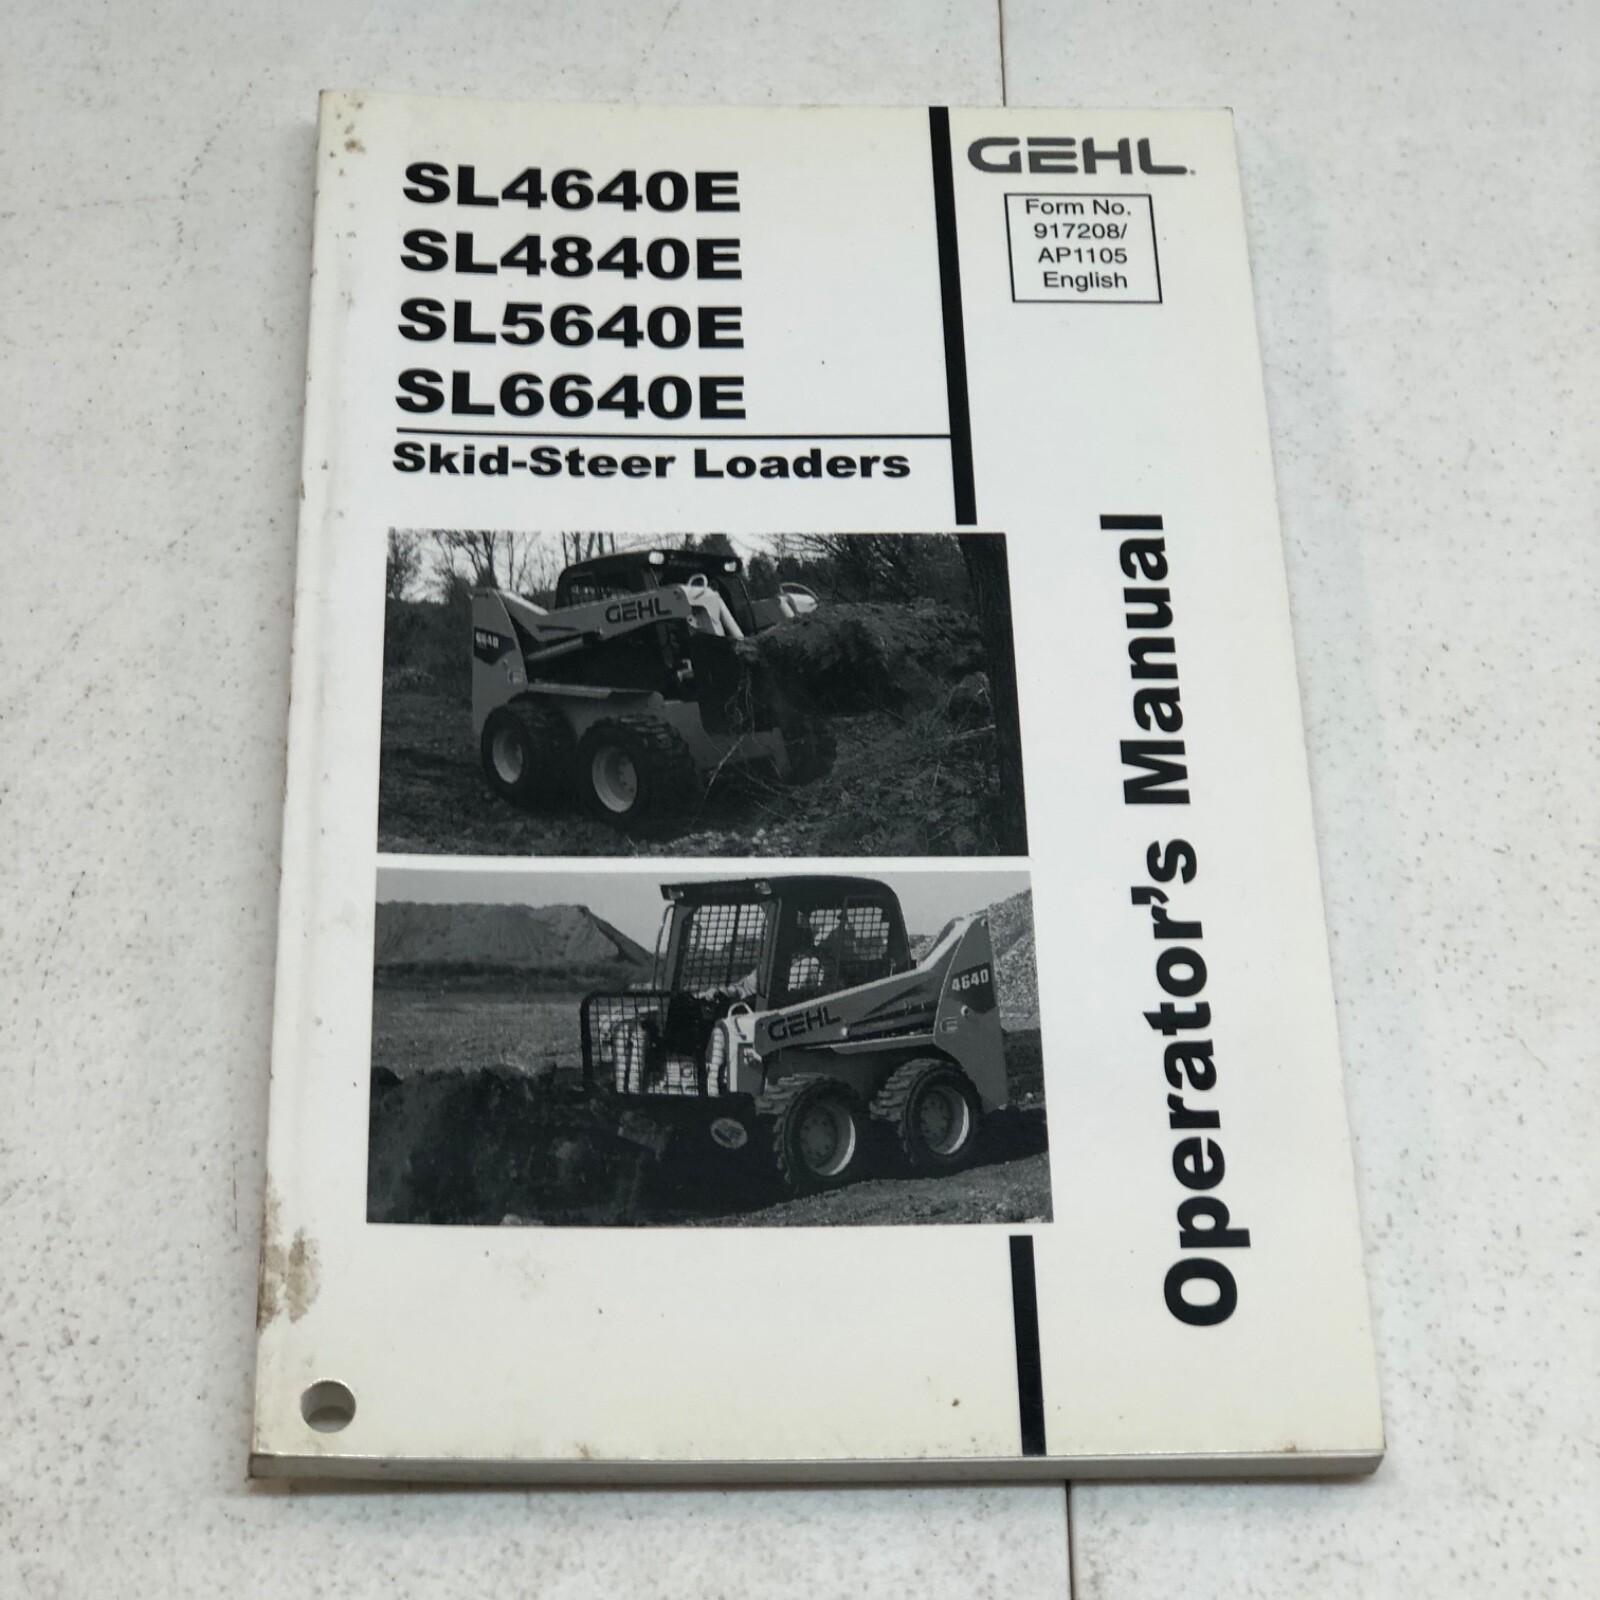 SL4640E
SL4840E
SL5640E
SL6640E
Skid-Steer Loaders
GEHL
Form No.
917208/
AP1105
English
Operator's Manual
GEHL
6640
GEHL
4640